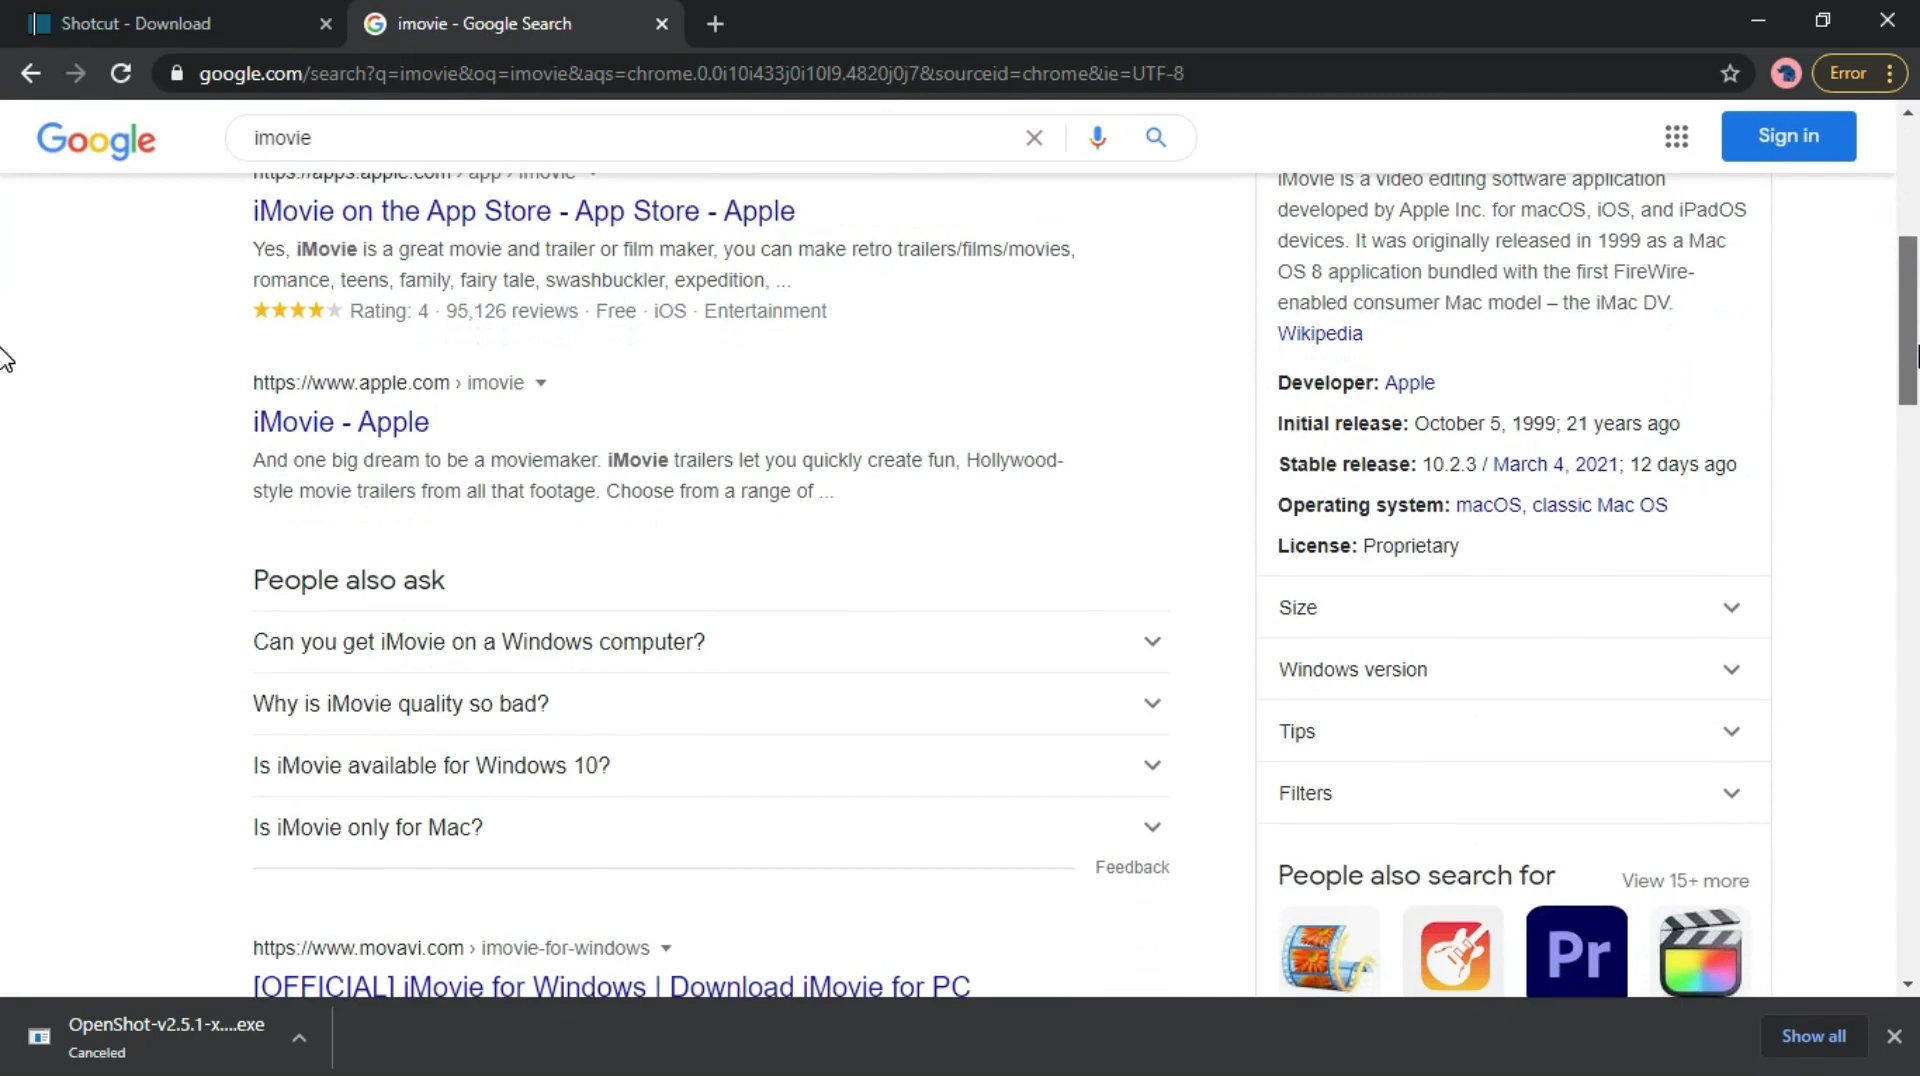 Shotcut - Download
imovie - Google Search
google.com/search?q=imovie&oq=imovie&aqs=chrome.0.0i10i433j0i10l9.4820j0j7&sourceid=chrome&ie=UTF-8
Error
Google
imovie
Sign in
https://apps.apple.com › app › imovie
iMovie on the App Store - App Store - Apple
Yes, iMovie is a great movie and trailer or film maker, you can make retro trailers/films/movies,
romance, teens, family, fairy tale, swashbuckler, expedition, ...
Rating: 4 · 95,126 reviews · Free · iOS · Entertainment
https://www.apple.com › imovie
iMovie - Apple
And one big dream to be a moviemaker. iMovie trailers let you quickly create fun, Hollywood-
style movie trailers from all that footage. Choose from a range of ...
People also ask
Can you get iMovie on a Windows computer?
Why is iMovie quality so bad?
Is iMovie available for Windows 10?
Is iMovie only for Mac?
Feedback
https://www.movavi.com › imovie-for-windows
[OFFICIAL] iMovie for Windows | Download iMovie for PC
iMovie is a video editing software application
developed by Apple Inc. for macOS, iOS, and iPadOS
devices. It was originally released in 1999 as a Mac
OS 8 application bundled with the first FireWire-
enabled consumer Mac model – the iMac DV.
Wikipedia
Developer: Apple
Initial release: October 5, 1999; 21 years ago
Stable release: 10.2.3 / March 4, 2021; 12 days ago
Operating system: macOS, classic Mac OS
License: Proprietary
Size
Windows version
Tips
Filters
People also search for
View 15+ more
Pr
OpenShot-v2.5.1-x....exe
Canceled
Show all